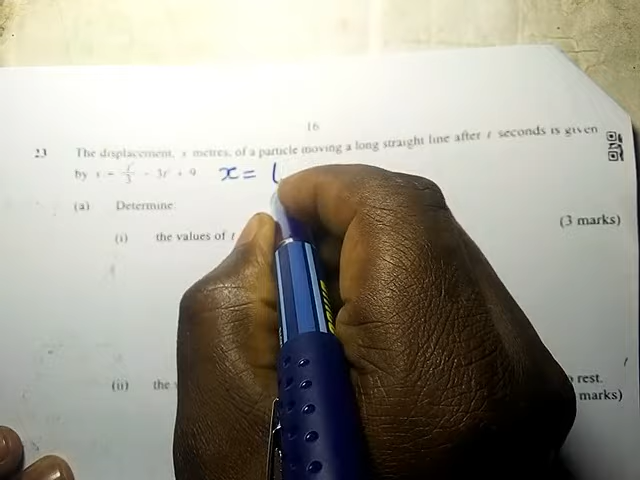 16
23 The displacement, s metres, of a particle moving a long straight line after t seconds is given
by s = t³/3 - 3t² + 9 x = (
(a) Determine
(i) the values of t
(3 marks)
(ii) the
rest.
marks)